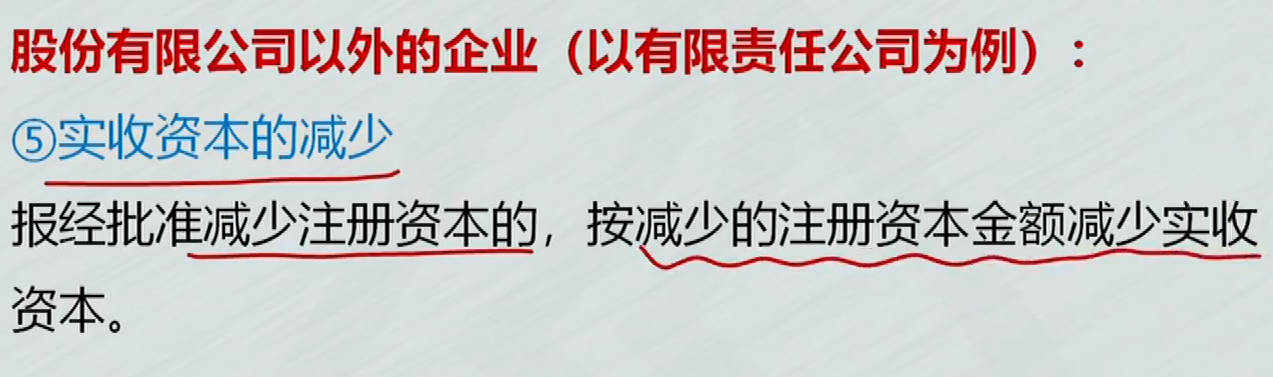 股份有限公司以外的企业（以有限责任公司为例）：
⑤实收资本的减少
报经批准减少注册资本的，按减少的注册资本金额减少实收
资本。